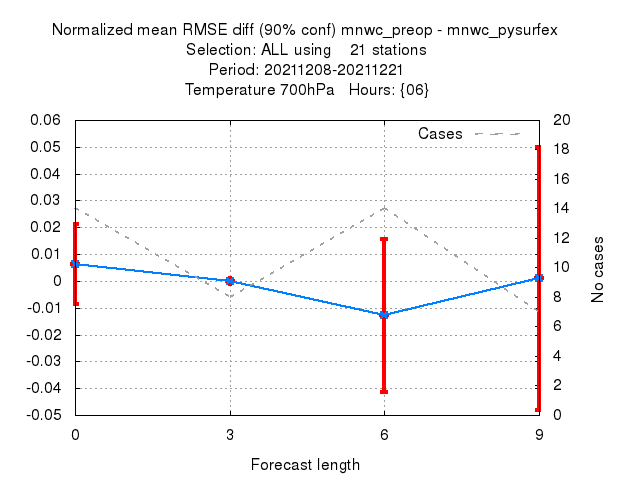 Normalized mean RMSE diff (90% conf) mnwc_preop - mnwc_pysurfex
Selection: ALL using    21 stations
Period: 20211208-20211221
Temperature 700hPa   Hours: {06}
Cases
0.06
0.05
0.04
0.03
0.02
0.01
0
-0.01
-0.02
-0.03
-0.04
-0.05
20
18
16
14
12
10
8
6
4
2
0
No cases
0 3 6 9
Forecast length